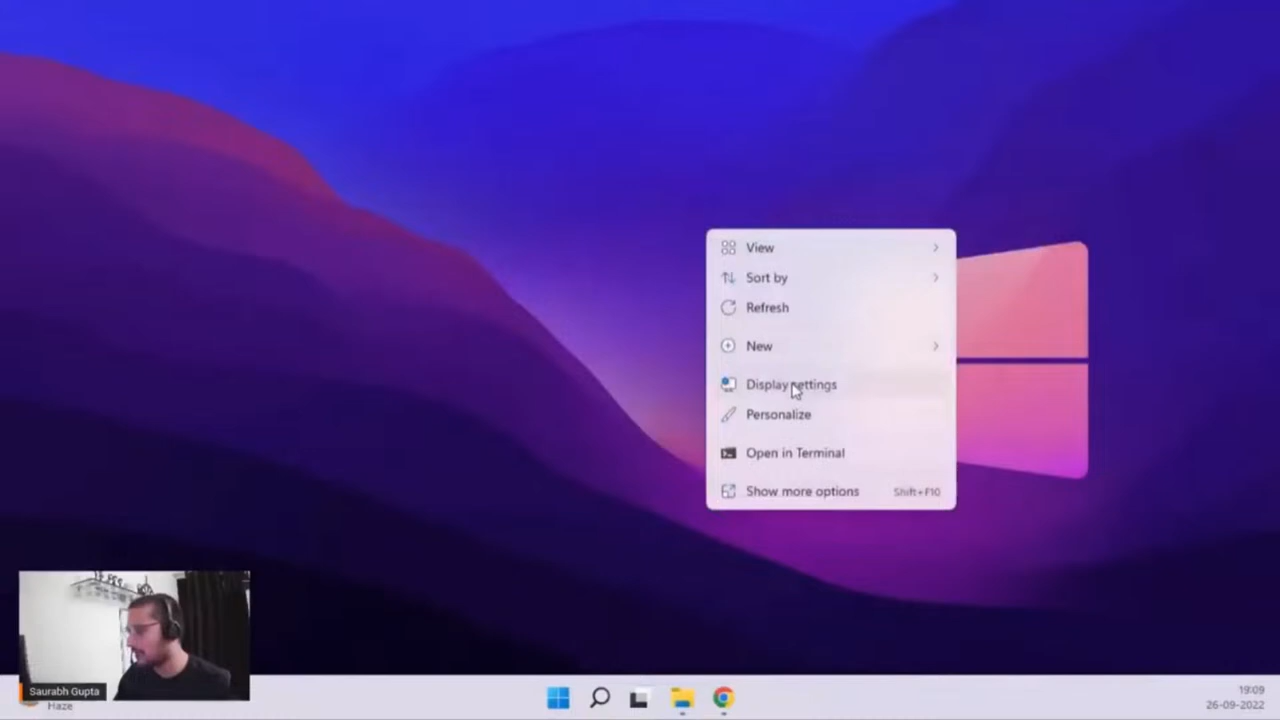 View
Sort by
Refresh
New
Display settings
Personalize
Open in Terminal
Show more options Shift+F10
Saurabh Gupta
Haze
19:09
26-09-2022